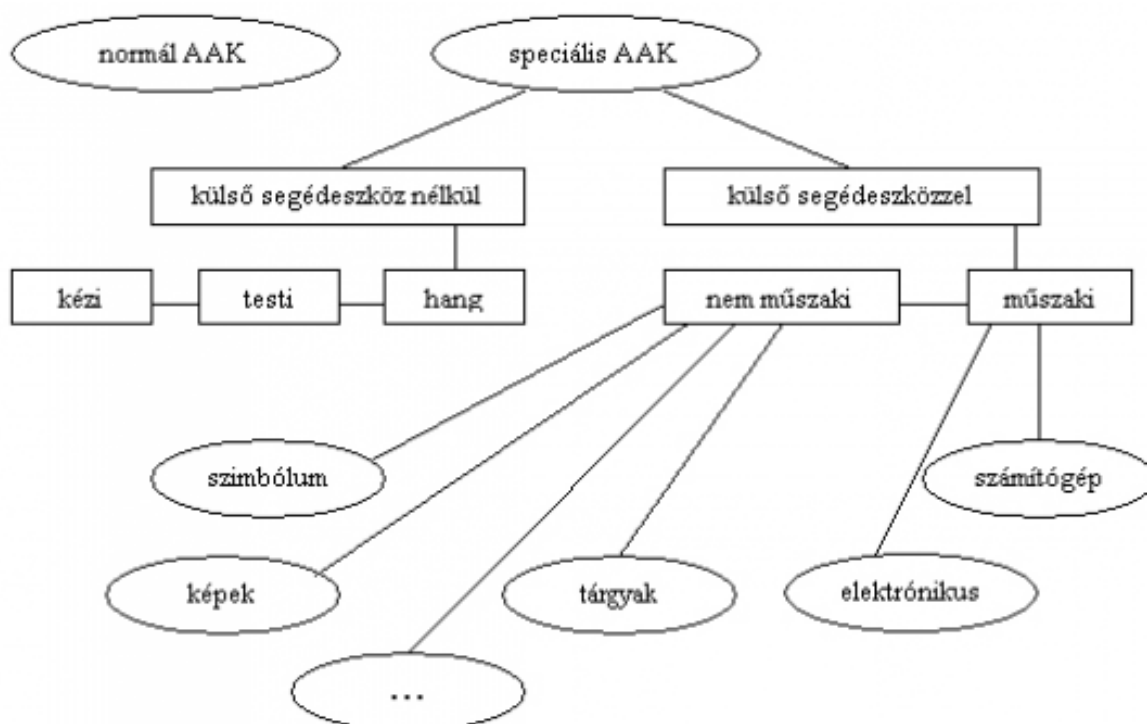 normál AAK
speciális AAK
külső segédeszköz nélkül
külső segédeszközzel
kézi
testi
hang
nem műszaki
műszaki
szimbólum
számítógép
képek
tárgyak
elektrónikus
...